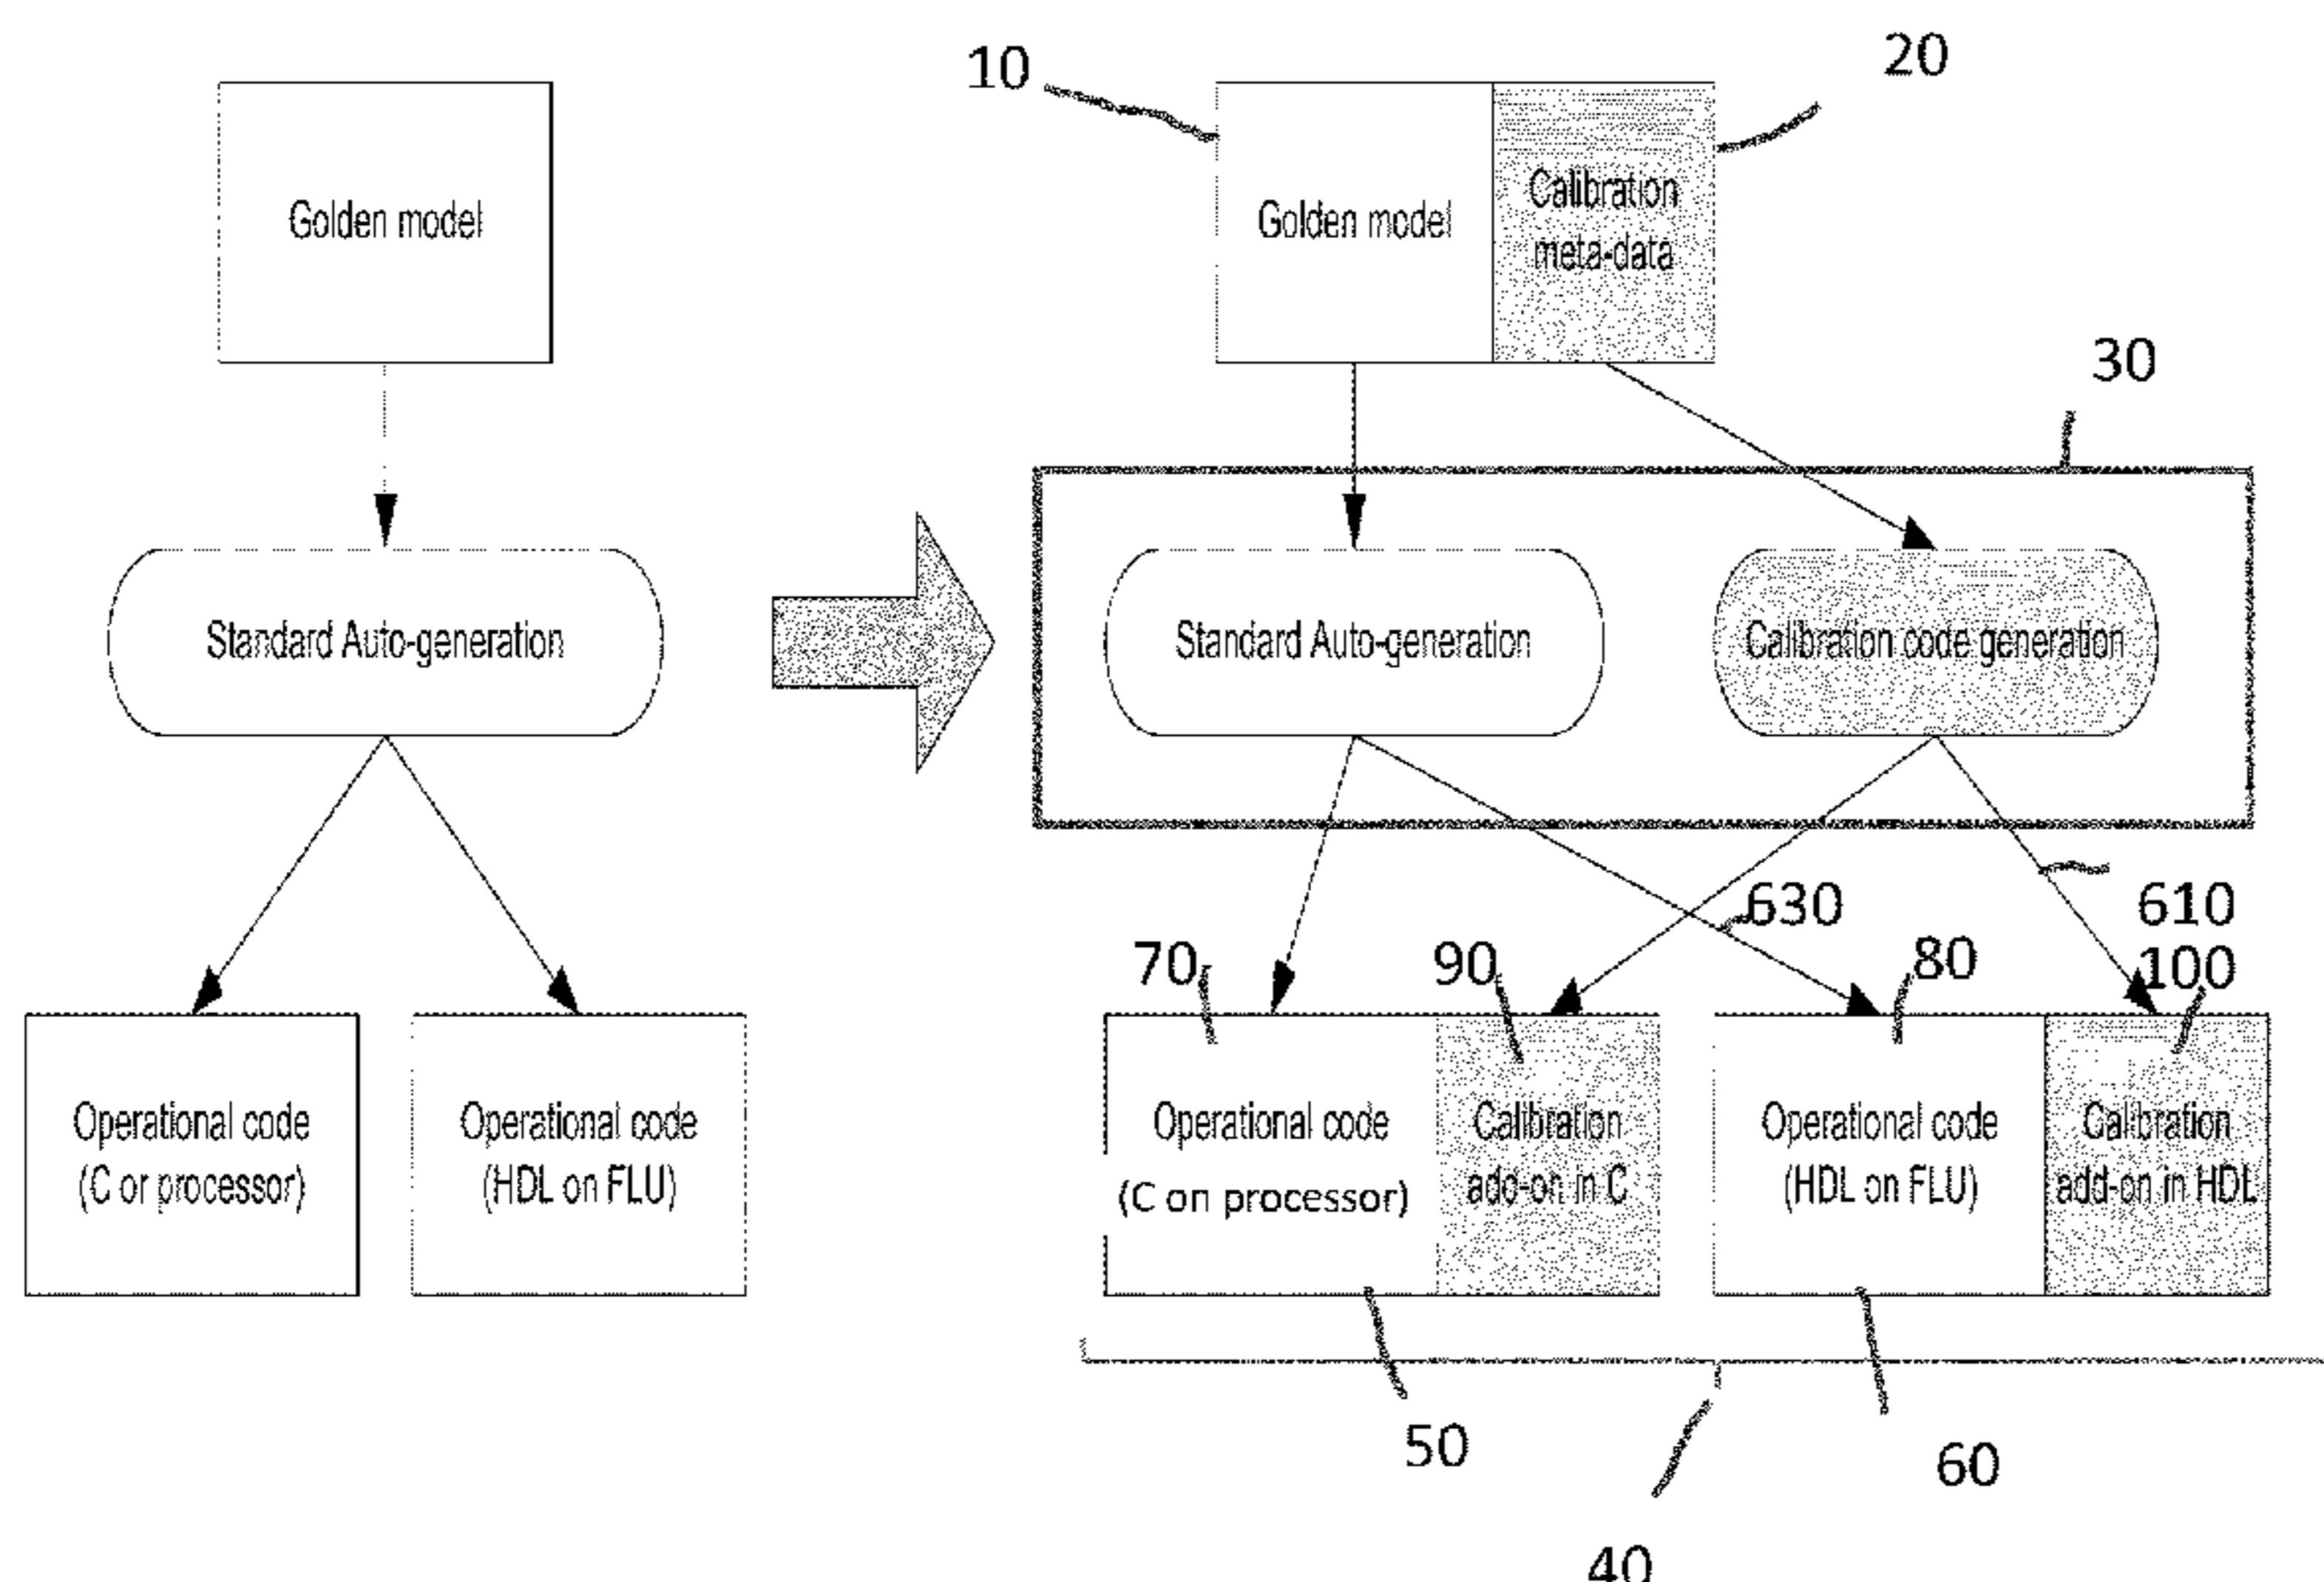 10
20
Golden model
Golden model
Calibration
meta-data
30
Standard Auto-generation
Standard Auto-generation
Calibration code generation
630
610
70
90
80
100
Operational code
(C or processor)
Operational code
(HDL on FLU)
Operational code
(C on processor)
Calibration
add-on in C
Operational code
(HDL on FLU)
Calibration
add-on in HDL
50
60
40